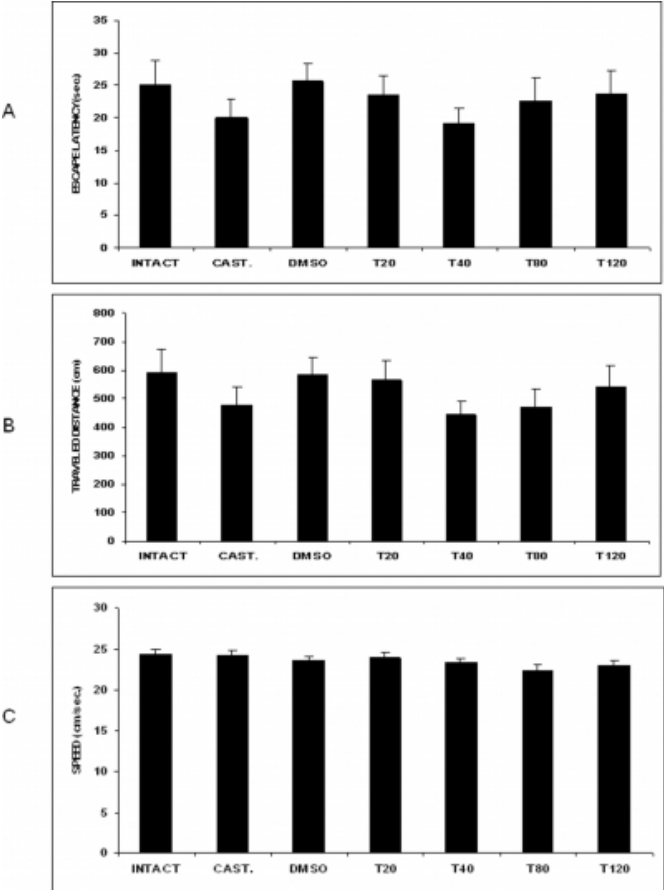 A
ESCAPE LATENCY(sec.)
35
30
25
20
15
10
5
0
INTACT CAST. DMSO T20 T40 T80 T120
B
TRAVELED DISTANCE (cm)
800
700
600
500
400
300
200
100
0
INTACT CAST. DMSO T20 T40 T80 T120
C
SPEED (cm/sec.)
30
25
20
15
10
5
0
INTACT CAST. DMSO T20 T40 T80 T120